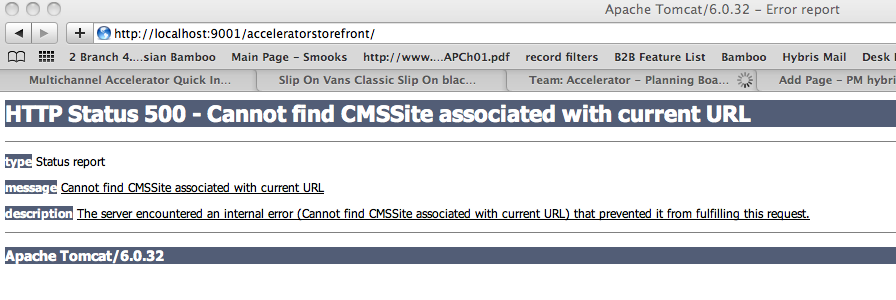 Apache Tomcat/6.0.32 – Error report
http://localhost:9001/acceleratorstorefront/
2 Branch 4....sian Bamboo Main Page – Smooks http://www....APCh01.pdf record filters B2B Feature List Bamboo Hybris Mail Desk
Multichannel Accelerator Quick In... Slip On Vans Classic Slip On blac... Team: Accelerator – Planning Boa... Add Page – PM hybri
HTTP Status 500 - Cannot find CMSSite associated with current URL
type Status report
message Cannot find CMSSite associated with current URL
description The server encountered an internal error (Cannot find CMSSite associated with current URL) that prevented it from fulfilling this request.
Apache Tomcat/6.0.32